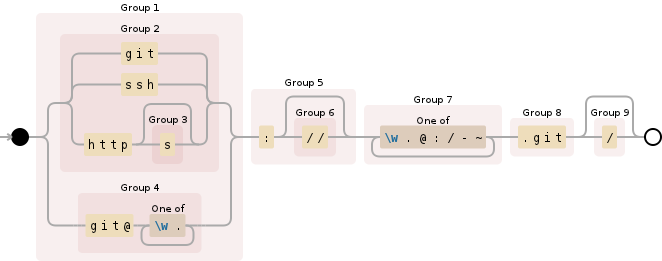 Group 1
Group 2
git
ssh
Group 3
http
s
Group 4
One of
git@
\w .
Group 5
Group 6
:
//
Group 7
One of
\w . @ : / - ~
Group 8
.git
Group 9
/